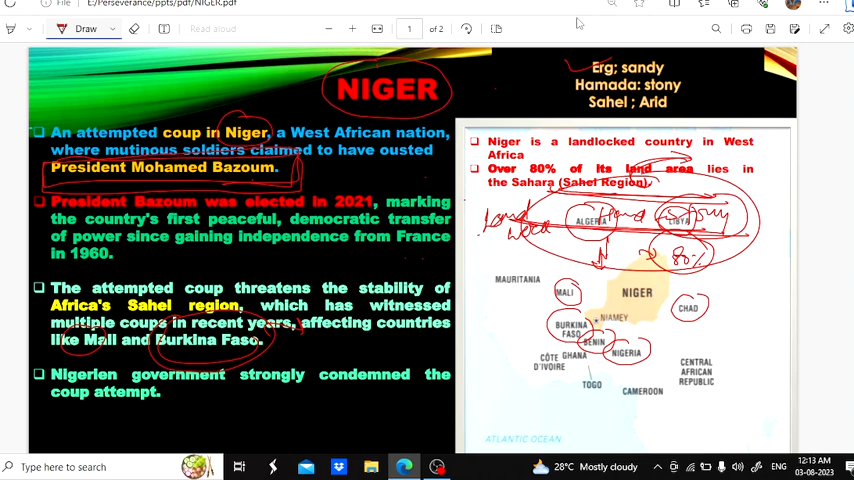 File
E:/Perseverance/ppts/pdf/NIGER.pdf
Draw
Read aloud
1
of 2
NIGER
Erg; sandy
Hamada: stony
Sahel ; Arid
An attempted coup in Niger, a West African nation,
where mutinous soldiers claimed to have ousted
President Mohamed Bazoum.
President Bazoum was elected in 2021, marking
the country's first peaceful, democratic transfer
of power since gaining independence from France
in 1960.
The attempted coup threatens the stability of
Africa's Sahel region, which has witnessed
multiple coups in recent years, affecting countries
like Mali and Burkina Faso.
Nigerien government strongly condemned the
coup attempt.
Niger is a landlocked country in West
Africa
Over 80% of its land area lies in
the Sahara (Sahel Region).
Land
ALGERIA
LIBYA
80%
N
MAURITANIA
MALI
NIGER
CHAD
NIAMEY
BURKINA
FASO
BENIN
NIGERIA
CÔTE
D'IVOIRE
GHANA
TOGO
CAMEROON
CENTRAL
AFRICAN
REPUBLIC
ATLANTIC OCEAN
Type here to search
28°C Mostly cloudy
ENG
12:13 AM
03-08-2023